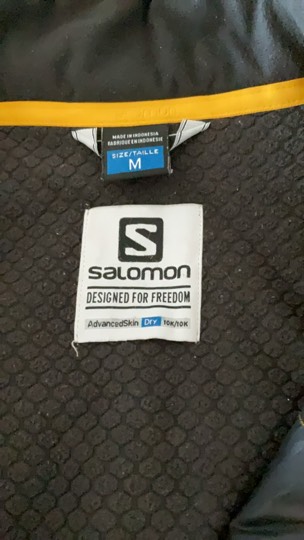 MADE IN INDONESIA
FABRIQUE EN INDONESIE
SIZE/TAILLE
M
S
salomon
DESIGNED FOR FREEDOM
AdvancedSkin Dry 10K/10K